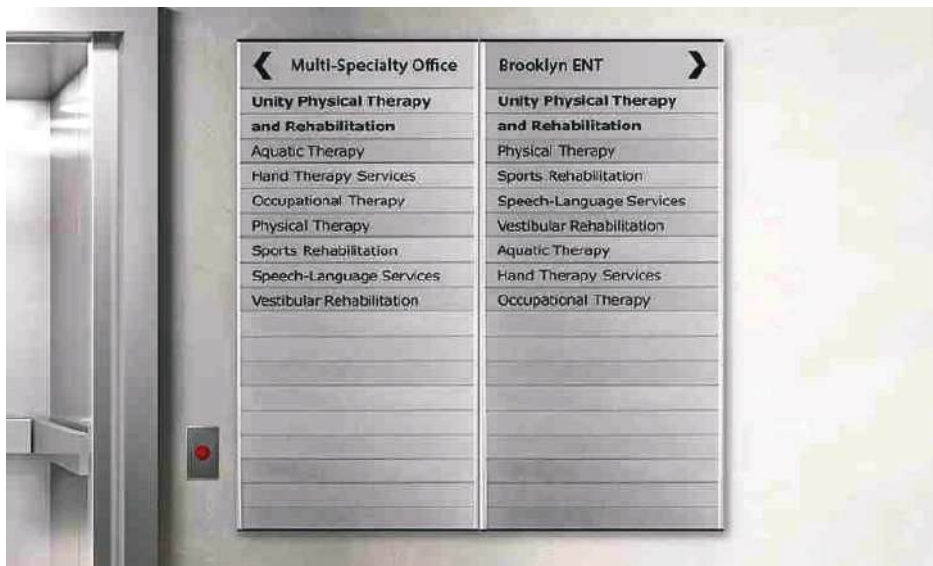 Multi-Specialty Office
Unity Physical Therapy
and Rehabilitation
Aquatic Therapy
Hand Therapy Services
Occupational Therapy
Physical Therapy
Sports Rehabilitation
Speech-Language Services
Vestibular Rehabilitation
Brooklyn ENT
Unity Physical Therapy
and Rehabilitation
Physical Therapy
Sports Rehabilitation
Speech-Language Services
Vestibular Rehabilitation
Aquatic Therapy
Hand Therapy Services
Occupational Therapy